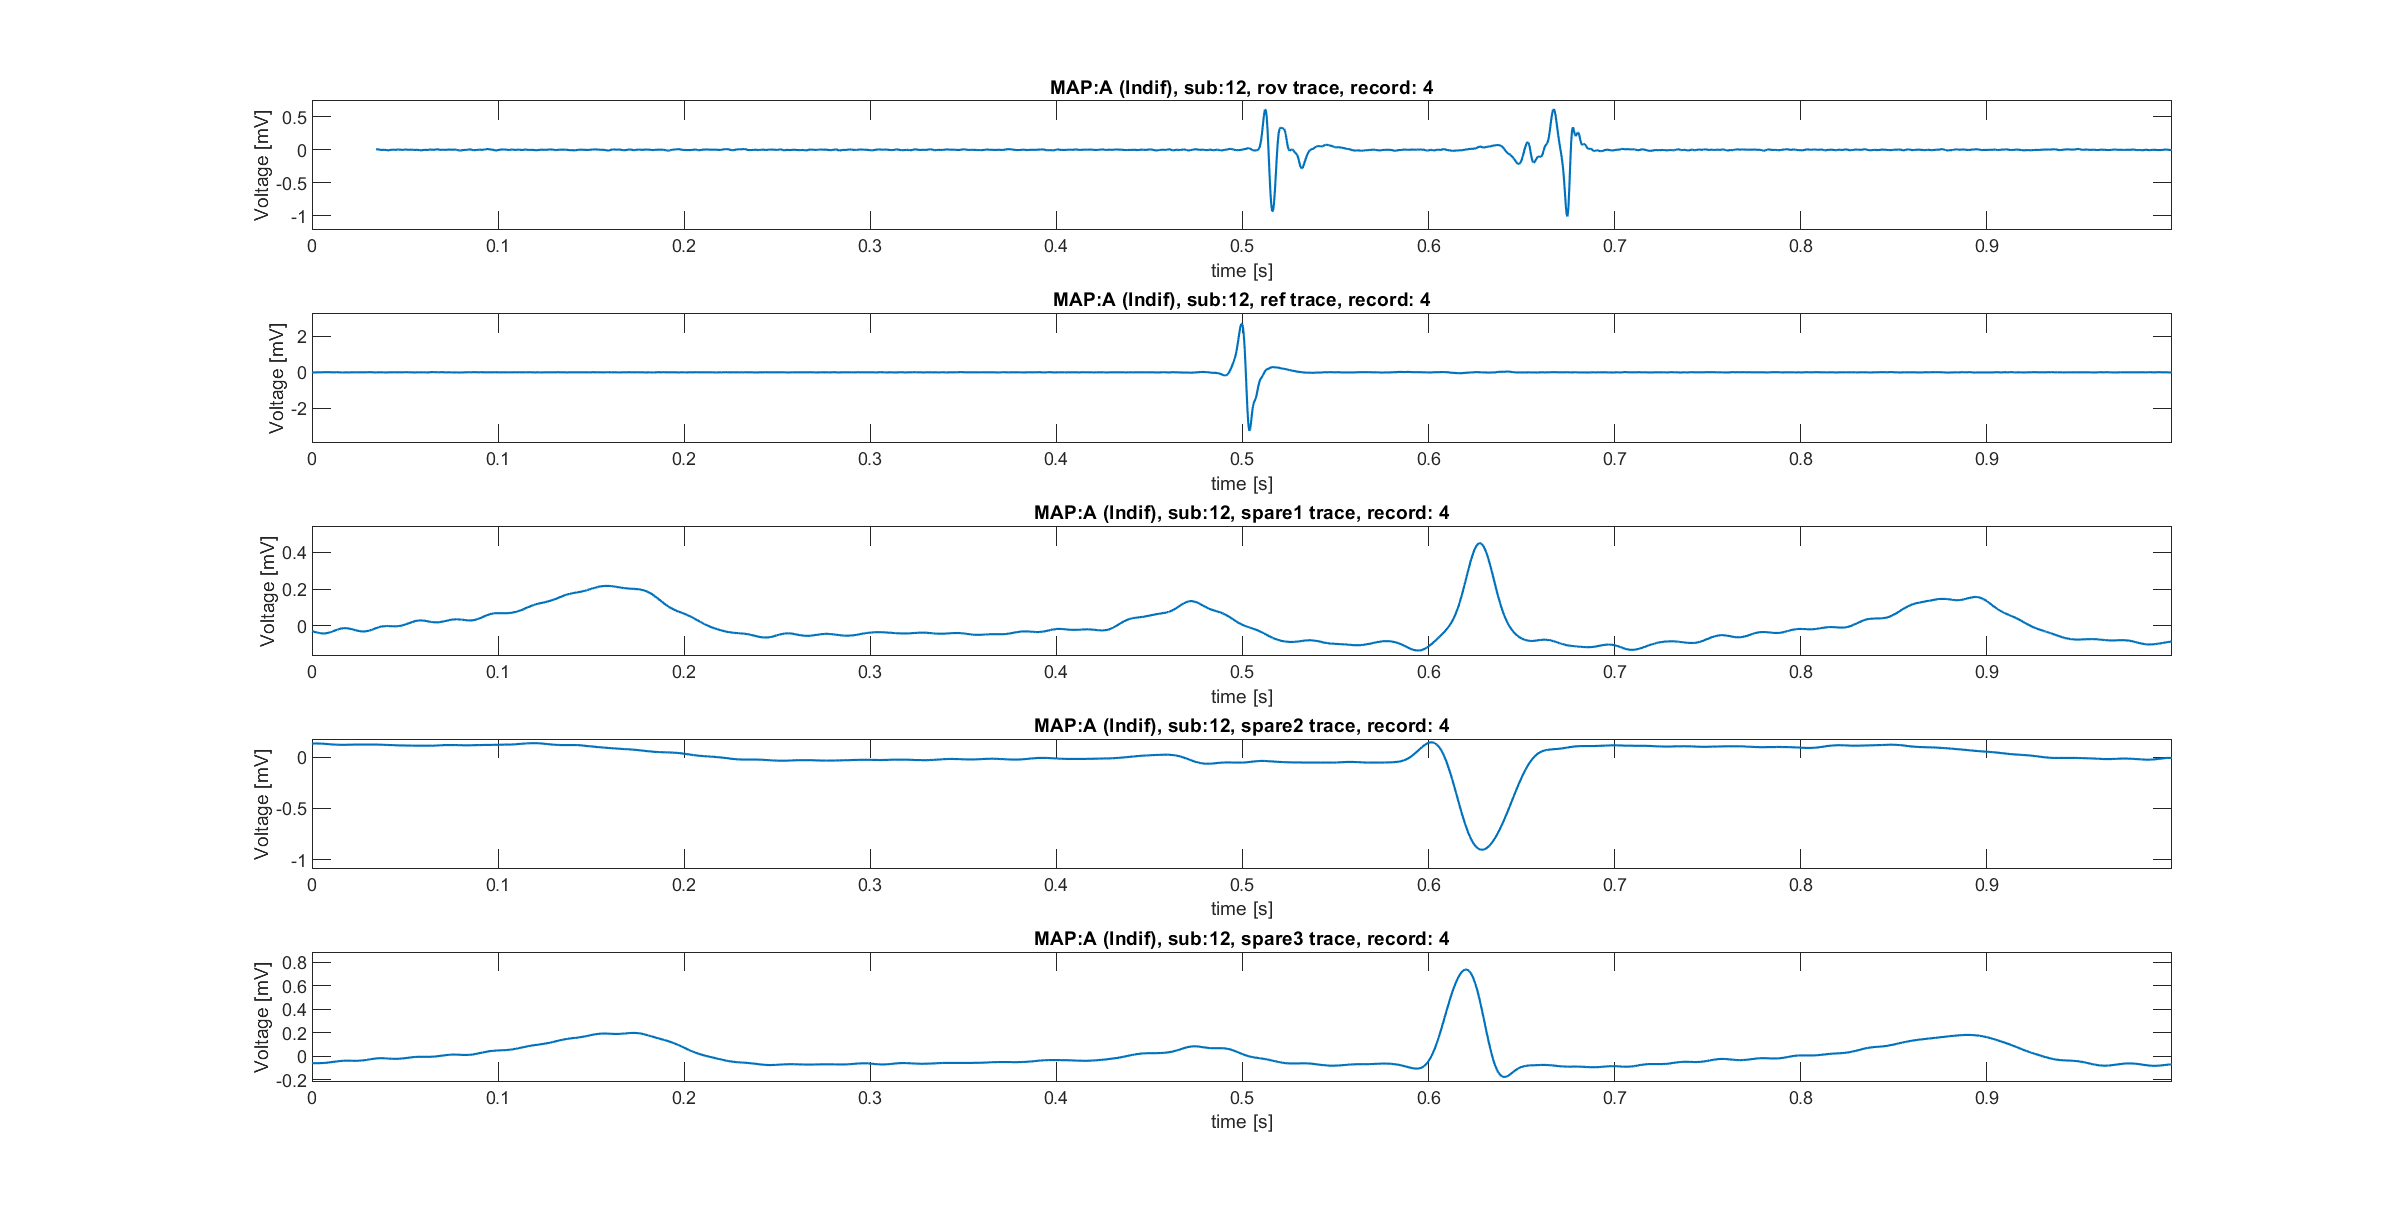 MAP:A (Indif), sub:12, rov trace, record: 4
Voltage [mV]
0.5
0
-0.5
-1
0 0.1 0.2 0.3 0.4 0.5 0.6 0.7 0.8 0.9
time [s]
MAP:A (Indif), sub:12, ref trace, record: 4
Voltage [mV]
2
0
-2
0 0.1 0.2 0.3 0.4 0.5 0.6 0.7 0.8 0.9
time [s]
MAP:A (Indif), sub:12, spare1 trace, record: 4
Voltage [mV]
0.4
0.2
0
0 0.1 0.2 0.3 0.4 0.5 0.6 0.7 0.8 0.9
time [s]
MAP:A (Indif), sub:12, spare2 trace, record: 4
Voltage [mV]
0
-0.5
-1
0 0.1 0.2 0.3 0.4 0.5 0.6 0.7 0.8 0.9
time [s]
MAP:A (Indif), sub:12, spare3 trace, record: 4
Voltage [mV]
0.8
0.6
0.4
0.2
0
-0.2
0 0.1 0.2 0.3 0.4 0.5 0.6 0.7 0.8 0.9
time [s]